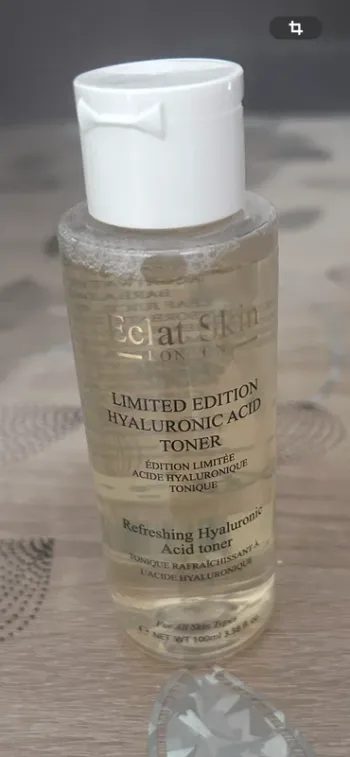 Eclat Skin
LONDON
LIMITED EDITION
HYALURONIC ACID
TONER
ÉDITION LIMITÉE
ACIDE HYALURONIQUE
TONIQUE
Refreshing Hyaluronic
Acid toner
TONIQUE RAFRAÎCHISSANT À
L'ACIDE HYALURONIQUE
For All Skin Types
e NET WT 100ml 3.38 fl. oz